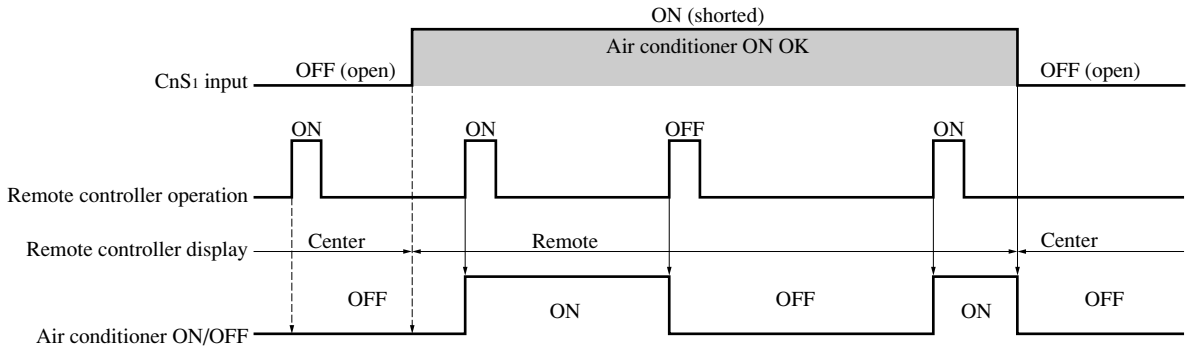 ON (shorted)
Air conditioner ON OK
OFF (open)
OFF (open)
CnS1 input
ON
ON
OFF
ON
Remote controller operation
Remote controller display
Center
Remote
Center
OFF
ON
OFF
ON
OFF
Air conditioner ON/OFF